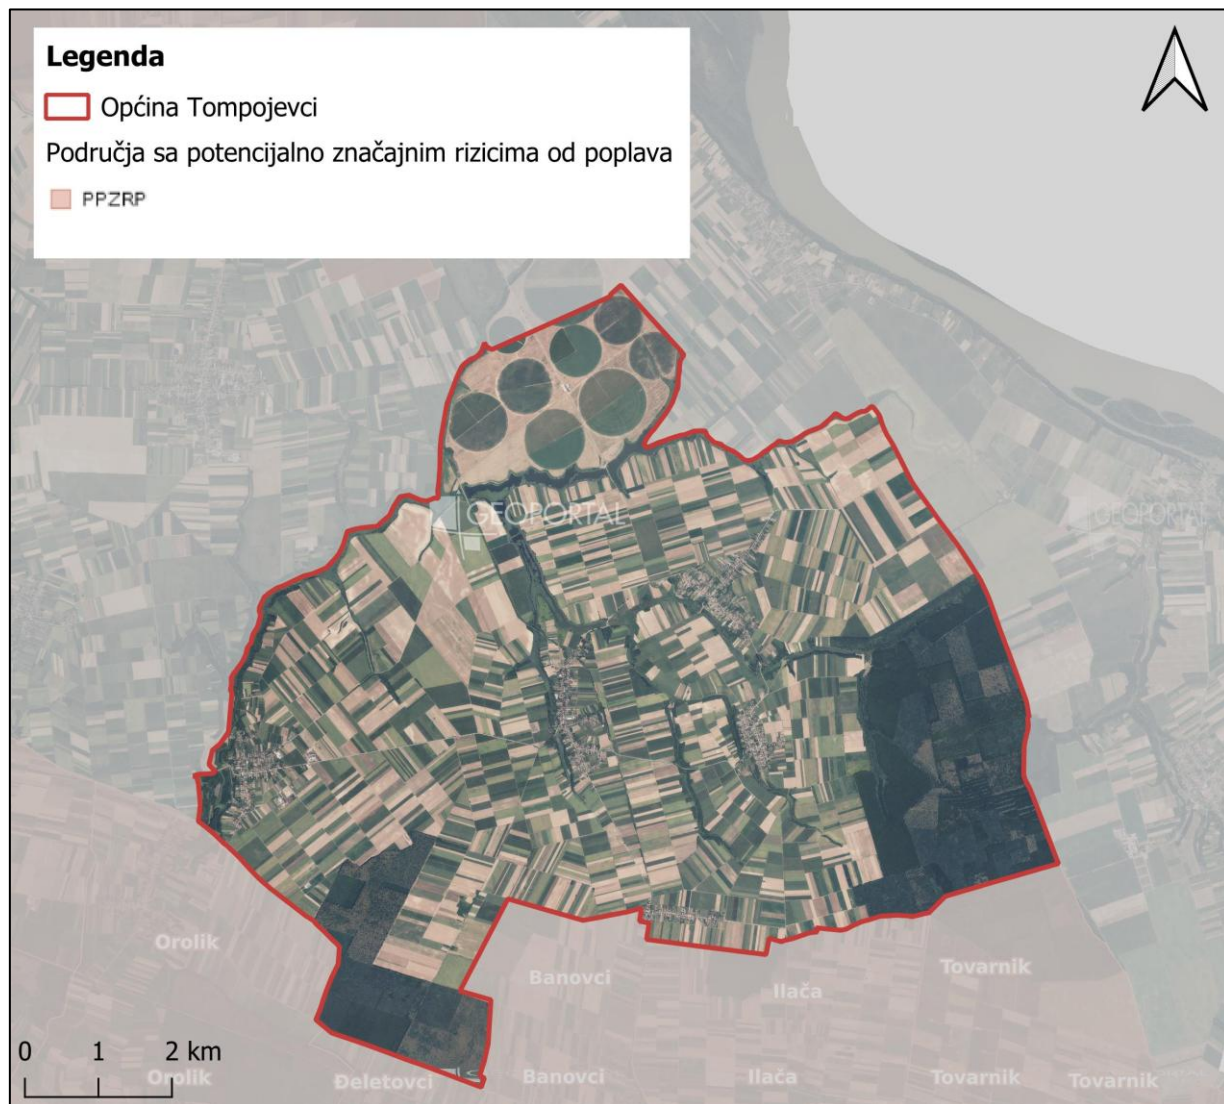 Legenda
Općina Tompojevci
Područja sa potencijalno značajnim rizicima od poplava
PPZRP
GEOPORTAL
GEOPORTAL
Orolik
Banovci
Ilača
Tovarnik
0 1 2 km
Orolik
Đeletovci
Banovci
Ilača
Tovarnik
Tovarnik